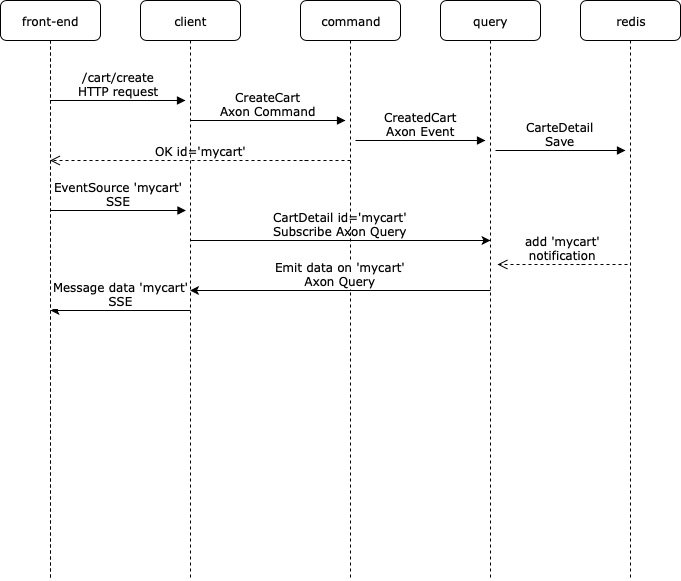 front-end
client
command
query
redis
/cart/create
HTTP request
CreateCart
Axon Command
CreatedCart
Axon Event
CarteDetail
Save
OK id='mycart'
EventSource 'mycart'
SSE
CartDetail id='mycart'
Subscribe Axon Query
add 'mycart'
notification
Emit data on 'mycart'
Axon Query
Message data 'mycart'
SSE